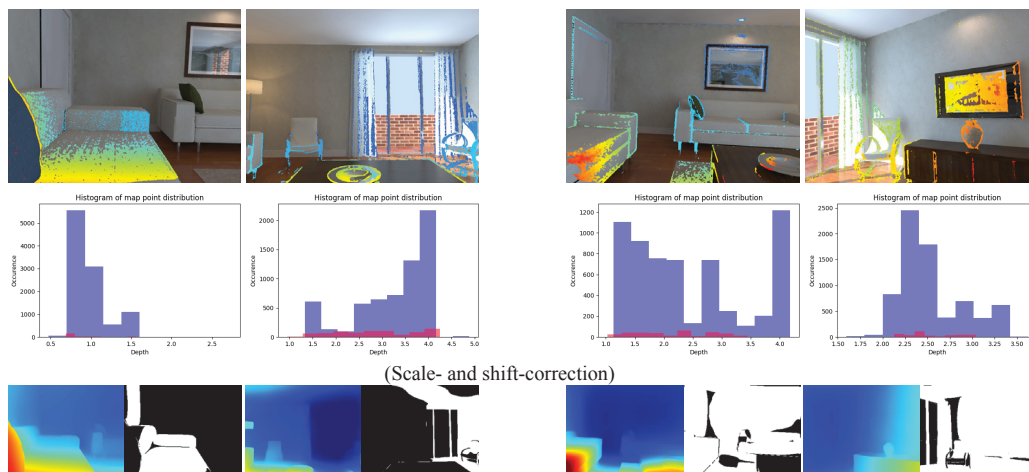 Histogram of map point distribution
Occurence
5000
4000
3000
2000
1000
0
0.5 1.0 1.5 2.0 2.5
Depth
Histogram of map point distribution
Occurence
2000
1500
1000
500
0
1.0 1.5 2.0 2.5 3.0 3.5 4.0 4.5 5.0
Depth
Histogram of map point distribution
Occurence
1200
1000
800
600
400
200
0
1.0 1.5 2.0 2.5 3.0 3.5 4.0
Depth
Histogram of map point distribution
Occurence
2500
2000
1500
1000
500
0
1.50 1.75 2.00 2.25 2.50 2.75 3.00 3.25 3.50
Depth
(Scale- and shift-correction)